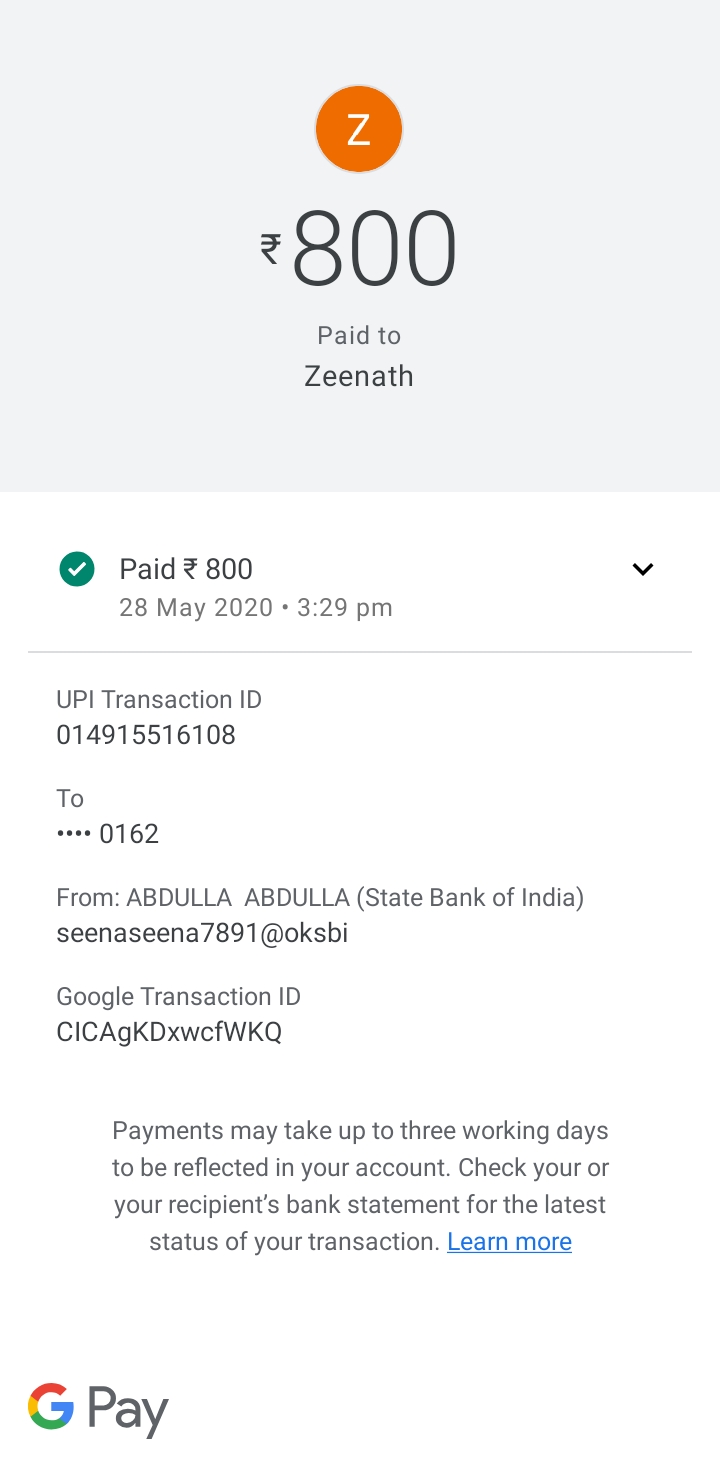 Z
₹800
Paid to
Zeenath
Paid ₹ 800
28 May 2020 • 3:29 pm
UPI Transaction ID
014915516108
To
•••• 0162
From: ABDULLA  ABDULLA (State Bank of India)
seenaseena7891@oksbi
Google Transaction ID
CICAgKDxwcfWKQ
Payments may take up to three working days
to be reflected in your account. Check your or
your recipient’s bank statement for the latest
status of your transaction. Learn more
G Pay